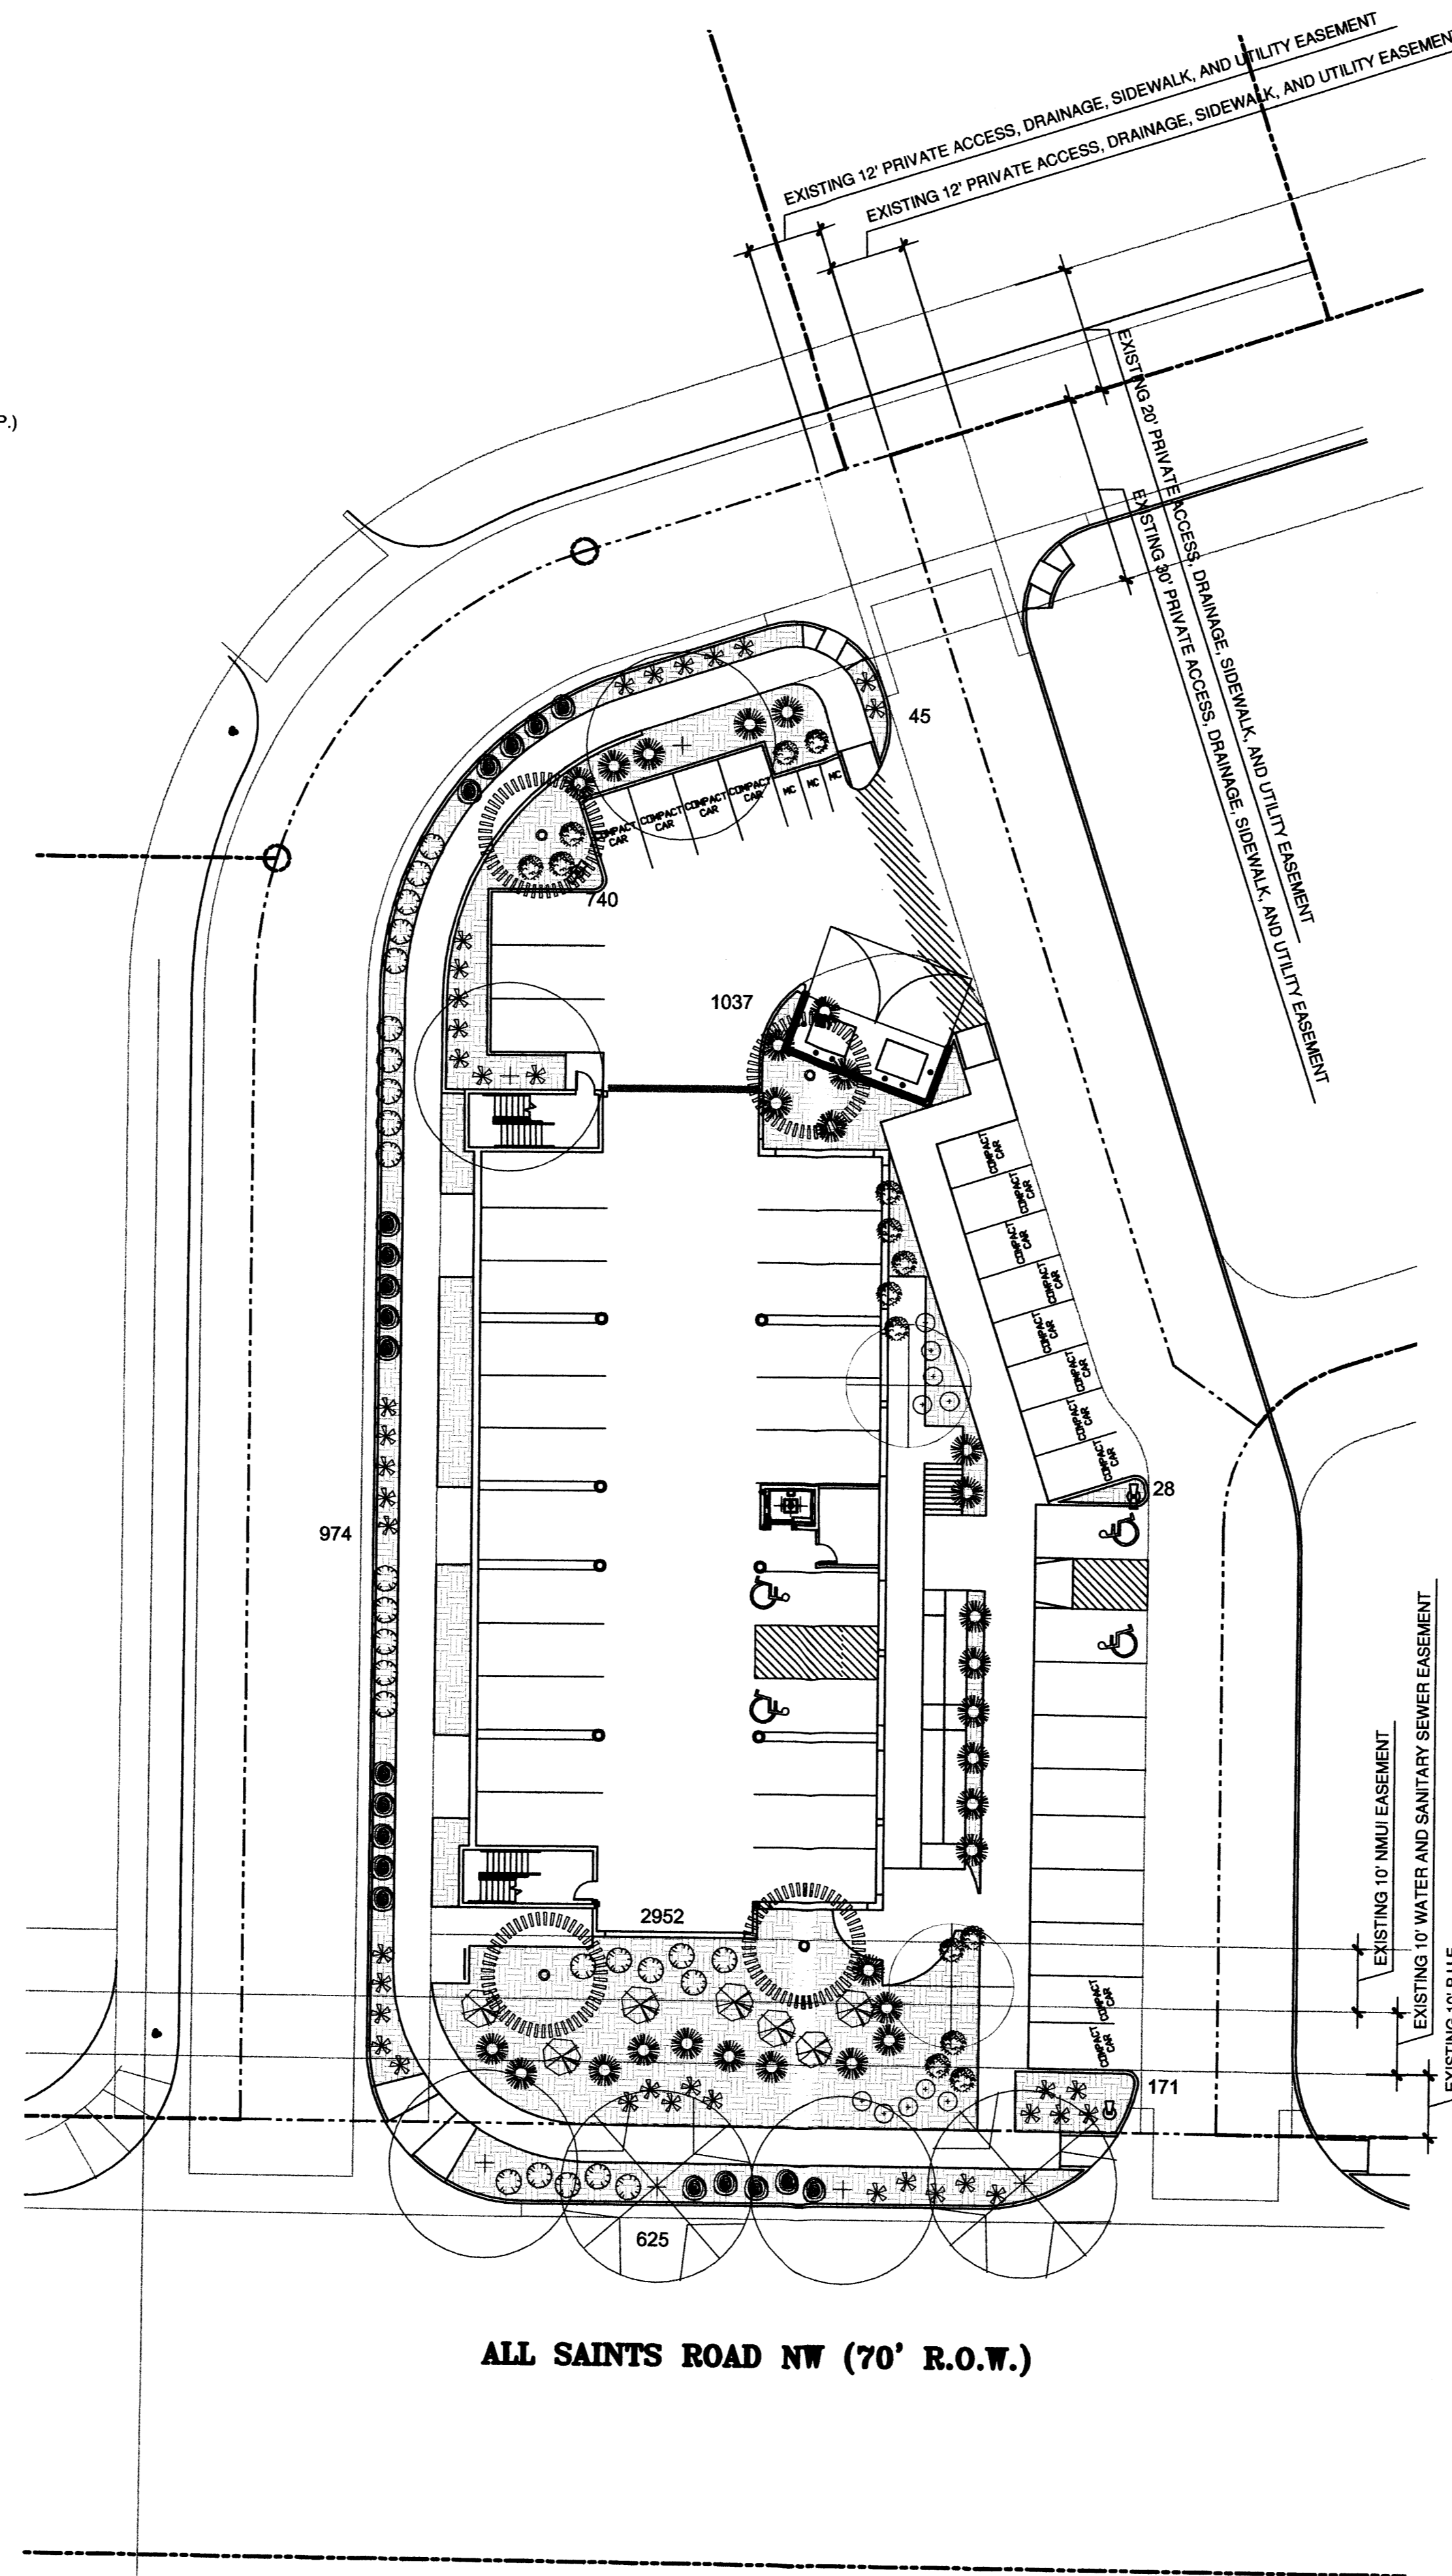 EXISTING 12' PRIVATE ACCESS, DRAINAGE, SIDEWALK, AND UTILITY EASEMENT
EXISTING 12' PRIVATE ACCESS, DRAINAGE, SIDEWALK, AND UTILITY EASEMENT
EXISTING 20' PRIVATE ACCESS, DRAINAGE, SIDEWALK, AND UTILITY EASEMENT
EXISTING 30' PRIVATE ACCESS, DRAINAGE, SIDEWALK, AND UTILITY EASEMENT
P.)
45
COMPACT
CAR
COMPACT
CAR
COMPACT
CAR
COMPACT
CAR
MC
MC
MC
740
1037
COMPACT
CAR
COMPACT
CAR
COMPACT
CAR
COMPACT
CAR
COMPACT
CAR
COMPACT
CAR
COMPACT
CAR
COMPACT
CAR
28
974
2952
COMPACT
CAR
COMPACT
CAR
171
625
EXISTING 10' NMUI EASEMENT
EXISTING 10' WATER AND SANITARY SEWER EASEMENT
ALL SAINTS ROAD NW (70' R.O.W.)